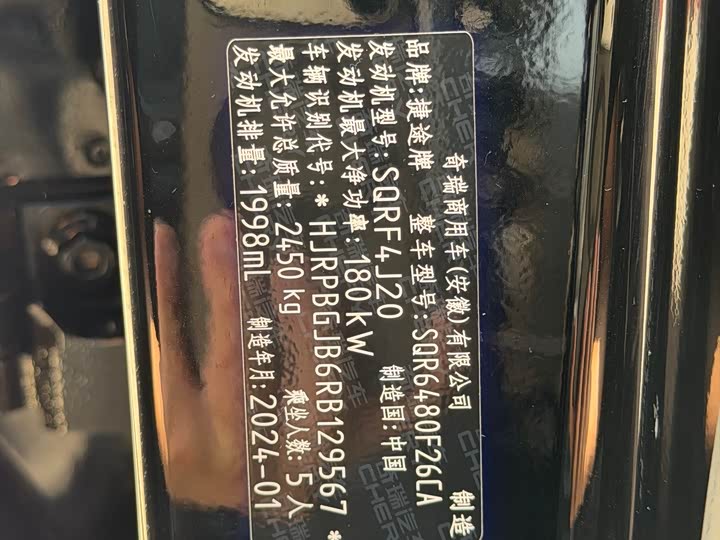 奇瑞商用车(安徽)有限公司 制造
品牌:捷途牌 整车型号:SQR6480F26CA
发动机型号:SQRF4J20 制造国:中国
发动机最大净功率:180kW
车辆识别代号:*HJRPBGJB6RB129567*
最大允许总质量:2450kg 乘坐人数:5人
发动机排量:1998mL 制造年月:2024-01